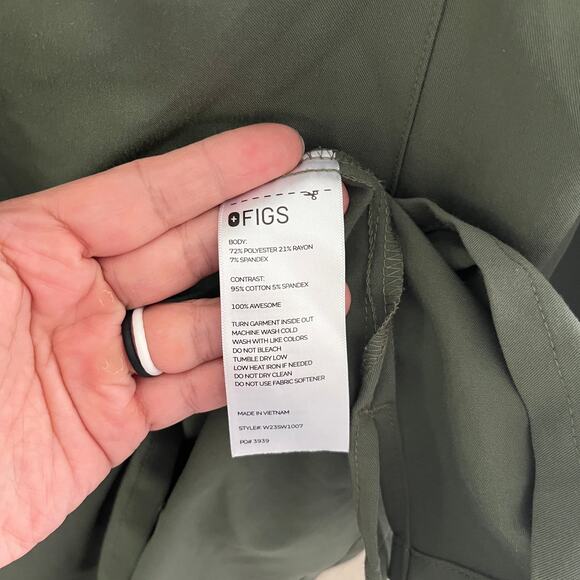 FIGS
BODY:
72% POLYESTER 21% RAYON
7% SPANDEX
CONTRAST:
95% COTTON 5% SPANDEX
100% AWESOME
TURN GARMENT INSIDE OUT
MACHINE WASH COLD
WASH WITH LIKE COLORS
DO NOT BLEACH
TUMBLE DRY LOW
LOW HEAT IRON IF NEEDED
DO NOT DRY CLEAN
DO NOT USE FABRIC SOFTENER
MADE IN VIETNAM
STYLE#: W23SW1007
PO# 3939